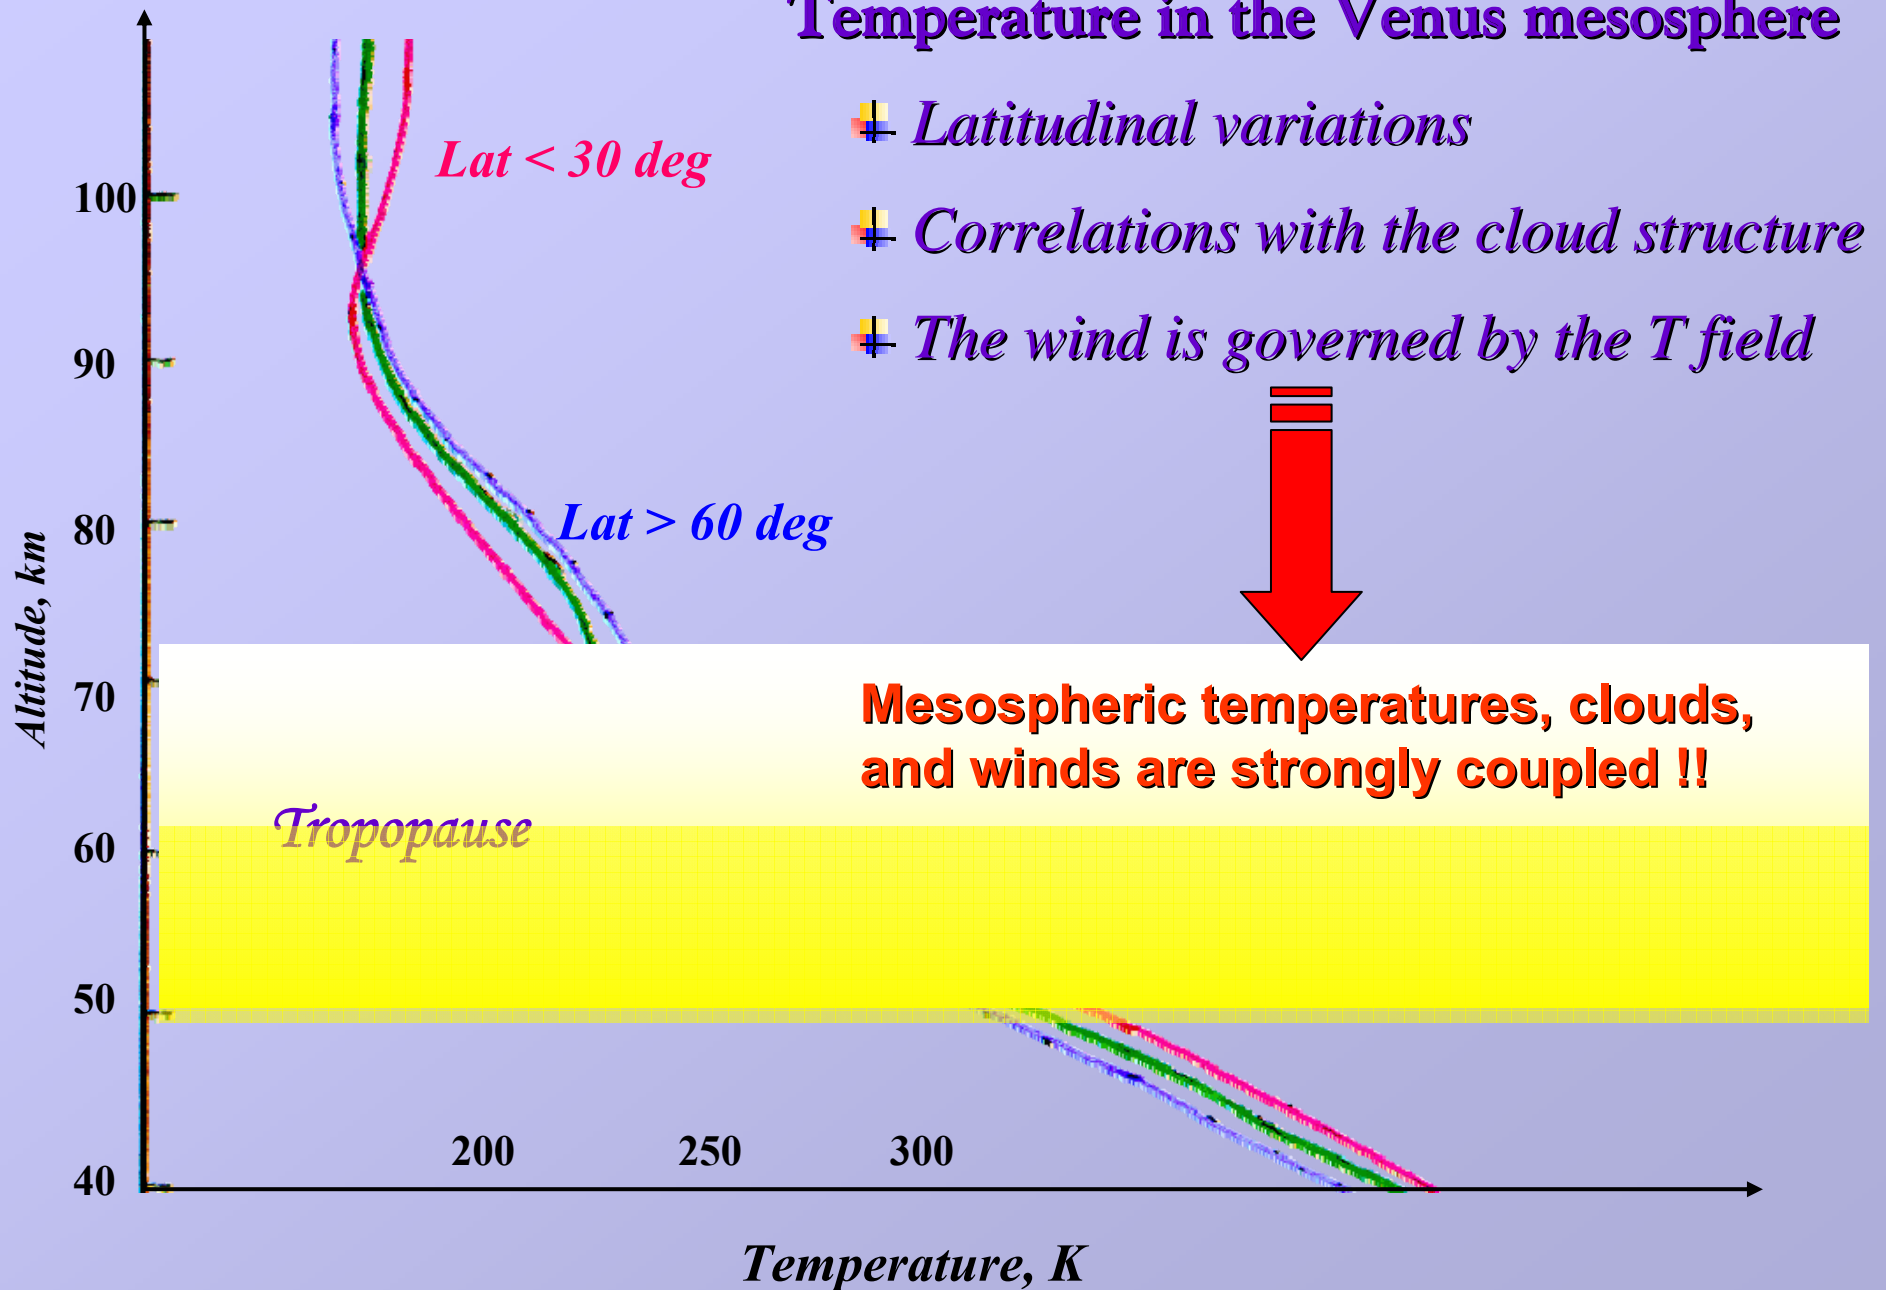 Temperature in the Venus mesosphere
Latitudinal variations
Correlations with the cloud structure
The wind is governed by the T field
Lat < 30 deg
Lat > 60 deg
Mesospheric temperatures, clouds,
and winds are strongly coupled !!
Tropopause
Altitude, km
100
90
80
70
60
50
40
200
250
300
Temperature, K